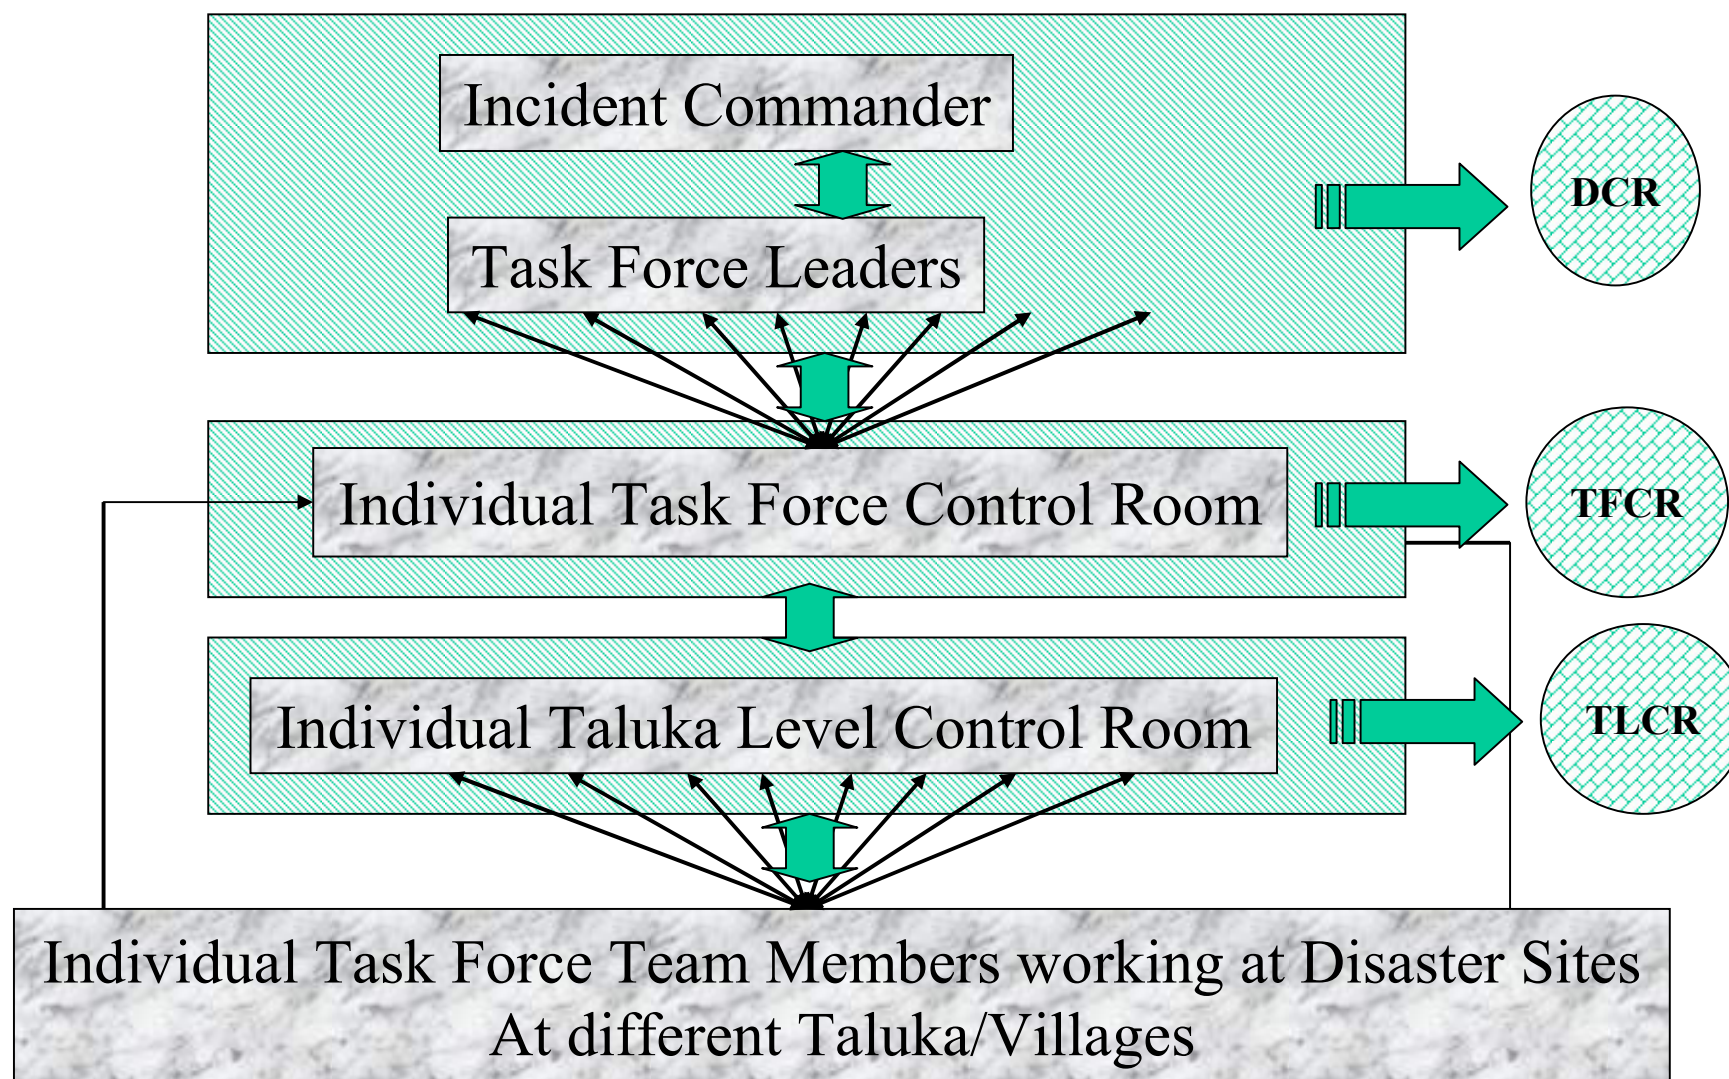 Incident Commander
DCR
Task Force Leaders
Individual Task Force Control Room
TFCR
Individual Taluka Level Control Room
TLCR
Individual Task Force Team Members working at Disaster Sites
At different Taluka/Villages